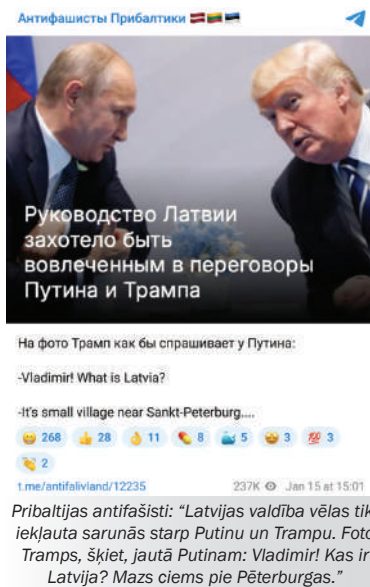 Антифашисты Прибалтики 🇱🇻🇱🇹🇪🇪
Руководство Латвии
захотело быть
вовлеченным в переговоры
Путина и Трампа
На фото Трамп как бы спрашивает у Путина:
-Vladimir! What is Latvia?
-It's small village near Sankt-Peterburg....
😀 268 👍 28 👌 11 💊 8 🐳 5 🤩 3 💯 3
👏 2
t.me/antifalivland/12235 237K Jan 15 at 15:01
Pribaltijas antifašisti: “Latvijas valdība vēlas tik
iekļauta sarunās starp Putinu un Trampu. Foto
Tramps, šķiet, jautā Putinam: Vladimir! Kas ir
Latvija? Mazs ciems pie Pēterburgas.”